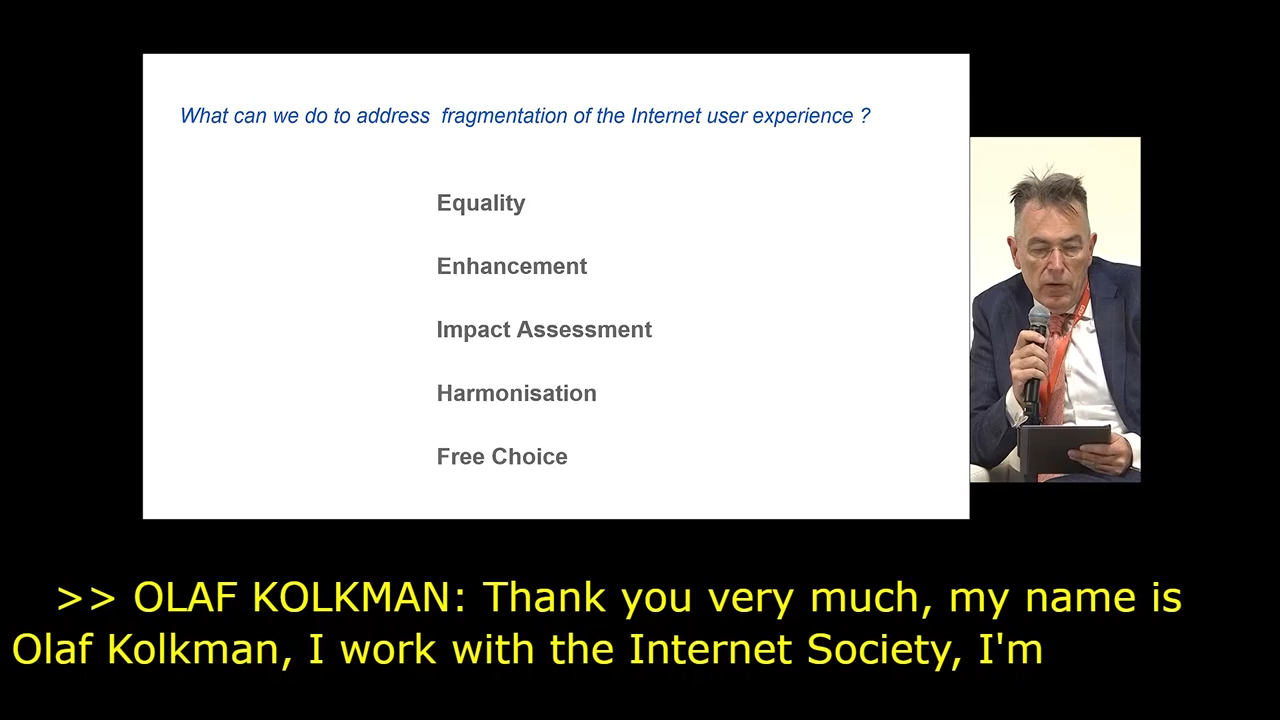 What can we do to address fragmentation of the Internet user experience ?
Equality
Enhancement
Impact Assessment
Harmonisation
Free Choice
>> OLAF KOLKMAN: Thank you very much, my name is
Olaf Kolkman, I work with the Internet Society, I'm